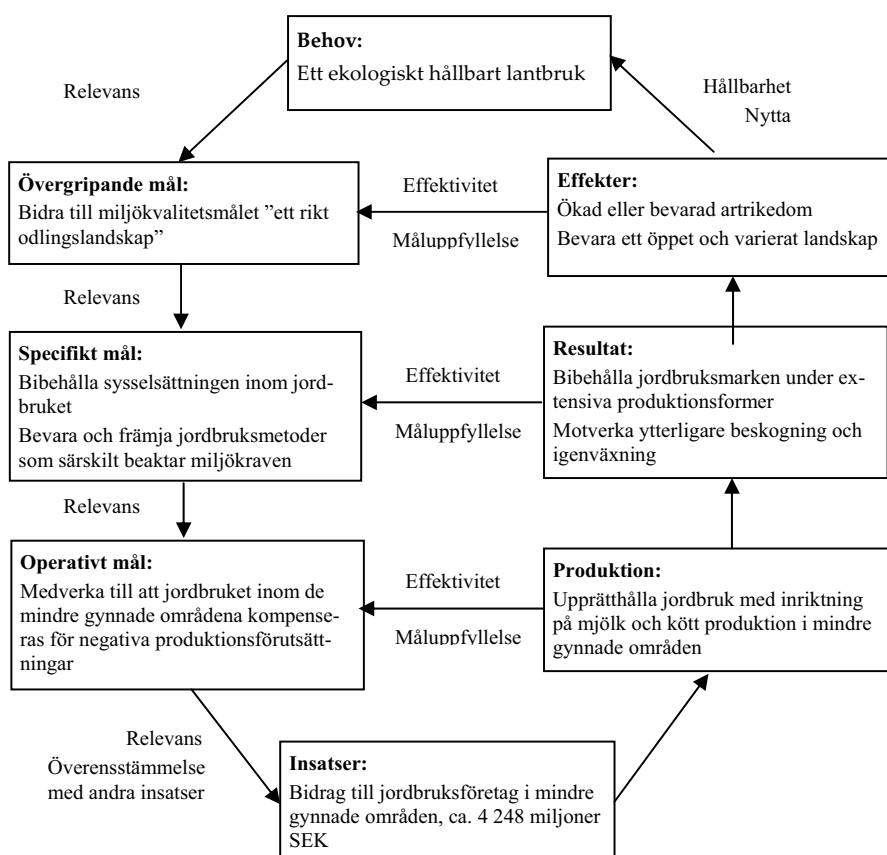 Behov:
Ett ekologiskt hållbart lantbruk
Relevans
Hållbarhet
Nytta
Övergripande mål:
Bidra till miljökvalitetsmålet ”ett rikt
odlingslandskap”
Effektivitet
Måluppfyllelse
Effekter:
Ökad eller bevarad artrikedom
Bevara ett öppet och varierat landskap
Relevans
Specifikt mål:
Bibehålla sysselsättningen inom jord-
bruket
Bevara och främja jordbruksmetoder
som särskilt beaktar miljökraven
Effektivitet
Måluppfyllelse
Resultat:
Bibehålla jordbruksmarken under ex-
tensiva produktionsformer
Motverka ytterligare beskogning och
igenväxning
Relevans
Operativt mål:
Medverka till att jordbruket inom de
mindre gynnade områdena kompense-
ras för negativa produktionsförutsätt-
ningar
Effektivitet
Måluppfyllelse
Produktion:
Upprätthålla jordbruk med inriktning
på mjölk och kött produktion i mindre
gynnade områden
Relevans
Överensstämmelse
med andra insatser
Insatser:
Bidrag till jordbruksföretag i mindre
gynnade områden, ca. 4 248 miljoner
SEK